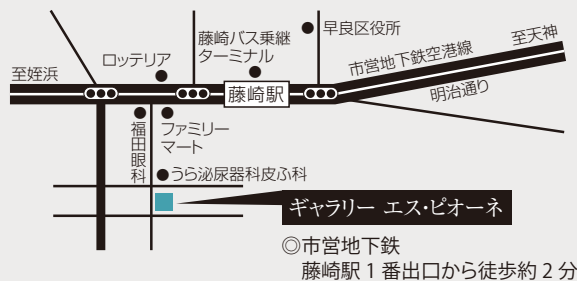 早良区役所
藤崎バス乗継
ターミナル
ロッテリア
至天神
市営地下鉄空港線
至姪浜
藤崎駅
明治通り
福田眼科
ファミリー
マート
うら泌尿器科皮ふ科
ギャラリー エス・ピオーネ
◎市営地下鉄
藤崎駅1番出口から徒歩約2分